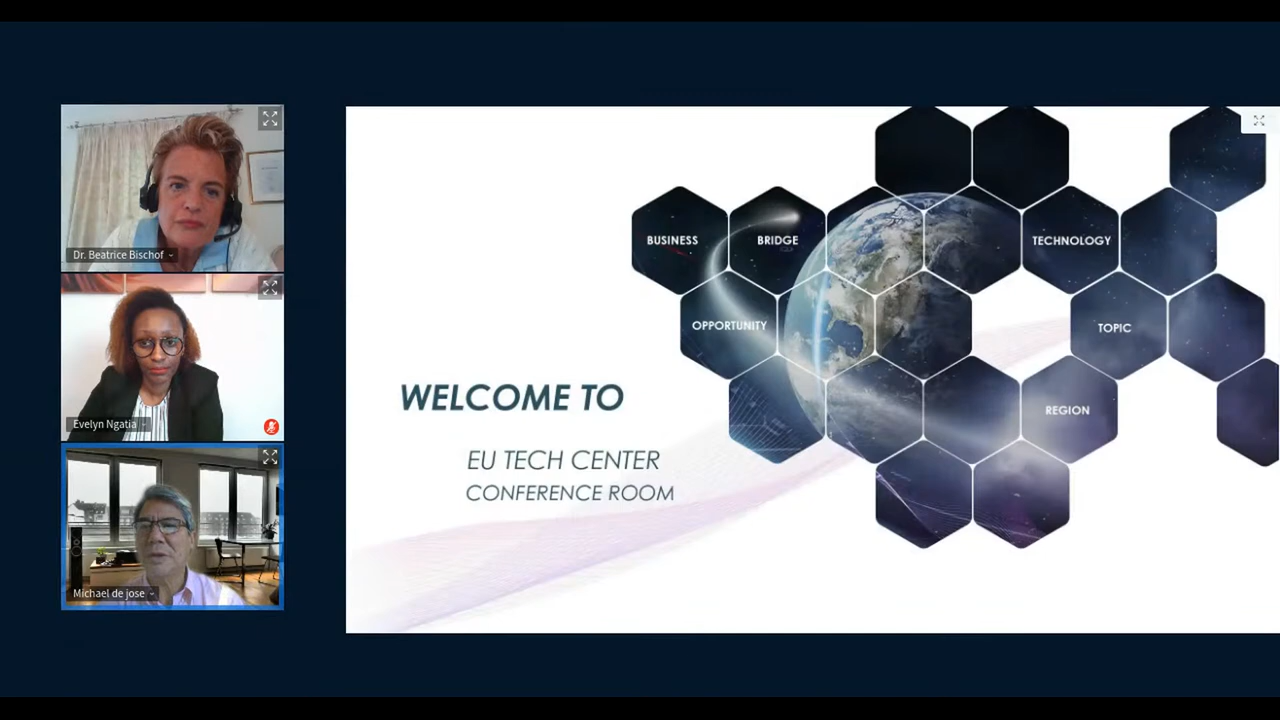 Dr. Beatrice Bischof
Evelyn Ngatia
Michael de jose
BUSINESS
BRIDGE
TECHNOLOGY
OPPORTUNITY
TOPIC
REGION
WELCOME TO
EU TECH CENTER
CONFERENCE ROOM